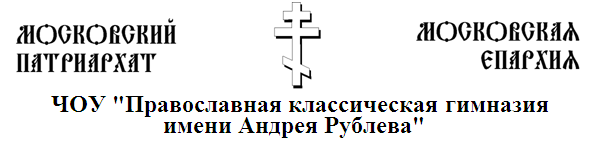 МОСКОВСКИЙ
ПАТРИАРХАТ
МОСКОВСКАЯ
ЕПАРХИЯ
ЧОУ "Православная классическая гимназия
имени Андрея Рублева"